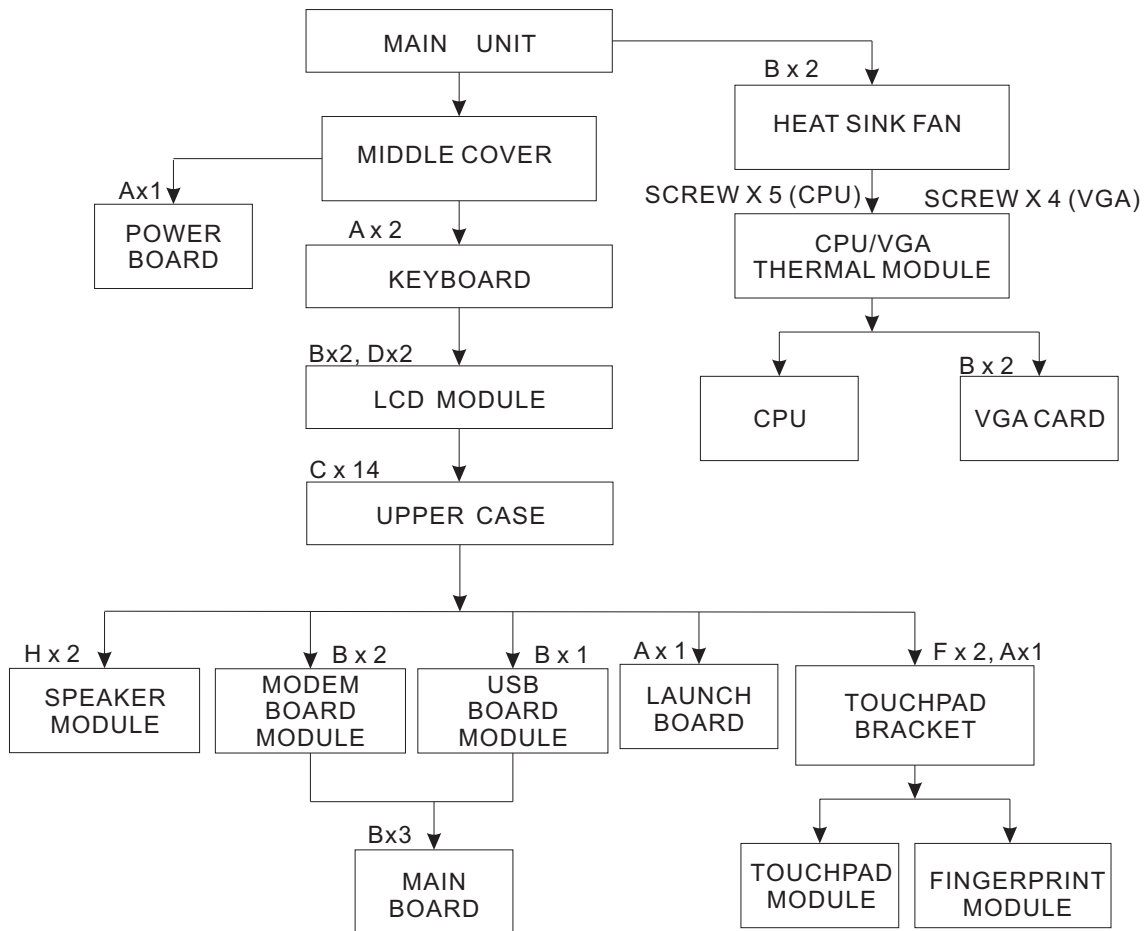 MAIN UNIT
B x 2
HEAT SINK FAN
MIDDLE COVER
Ax1
SCREW X 5 (CPU)
SCREW X 4 (VGA)
POWER
BOARD
A x 2
CPU/VGA
THERMAL MODULE
KEYBOARD
Bx2, Dx2
B x 2
LCD MODULE
CPU
VGA CARD
C x 14
UPPER CASE
H x 2
B x 2
B x 1
A x 1
F x 2, Ax1
SPEAKER
MODULE
MODEM
BOARD
MODULE
USB
BOARD
MODULE
LAUNCH
BOARD
TOUCHPAD
BRACKET
Bx3
MAIN
BOARD
TOUCHPAD
MODULE
FINGERPRINT
MODULE